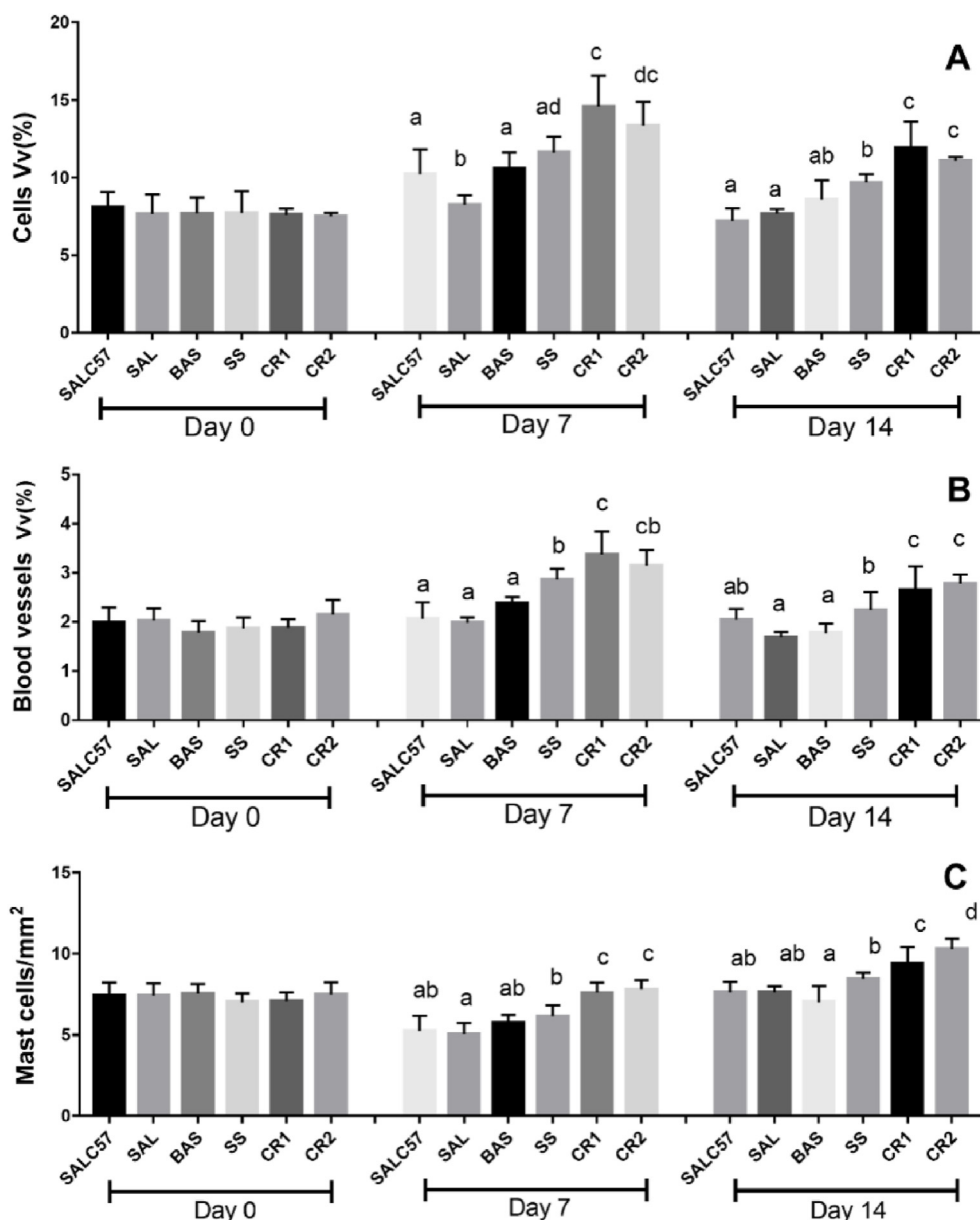 A
Cells Vv(%)
20
15
10
5
0
a b a ad c dc
a a ab b c c
SALC57 SAL BAS SS CR1 CR2
SALC57 SAL BAS SS CR1 CR2
SALC57 SAL BAS SS CR1 CR2
Day 0
Day 7
Day 14
B
Blood vessels Vv(%)
5
4
3
2
1
0
a a a b c cb
ab a a b c c
SALC57 SAL BAS SS CR1 CR2
SALC57 SAL BAS SS CR1 CR2
SALC57 SAL BAS SS CR1 CR2
Day 0
Day 7
Day 14
C
Mast cells/mm²
15
10
5
0
ab a ab b c c
ab ab a b c d
SALC57 SAL BAS SS CR1 CR2
SALC57 SAL BAS SS CR1 CR2
SALC57 SAL BAS SS CR1 CR2
Day 0
Day 7
Day 14